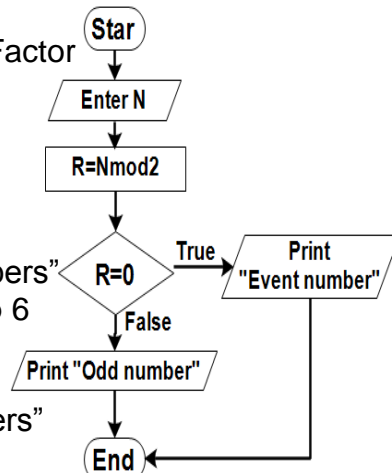 Star
Factor
Enter N
R=Nmod2
True
Print
"Event number"
bers”
R=0
6
False
Print "Odd number"
ers”
End